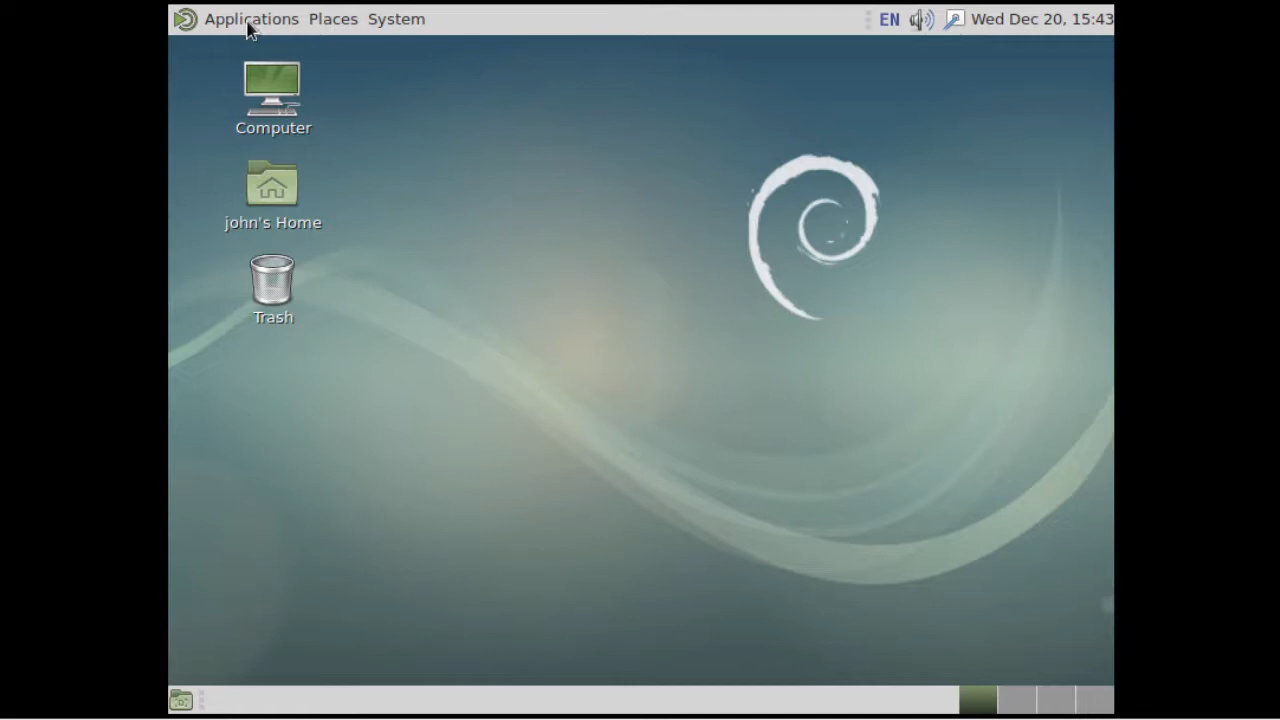 Applications Places System EN Wed Dec 20, 15:43
Computer
john's Home
Trash